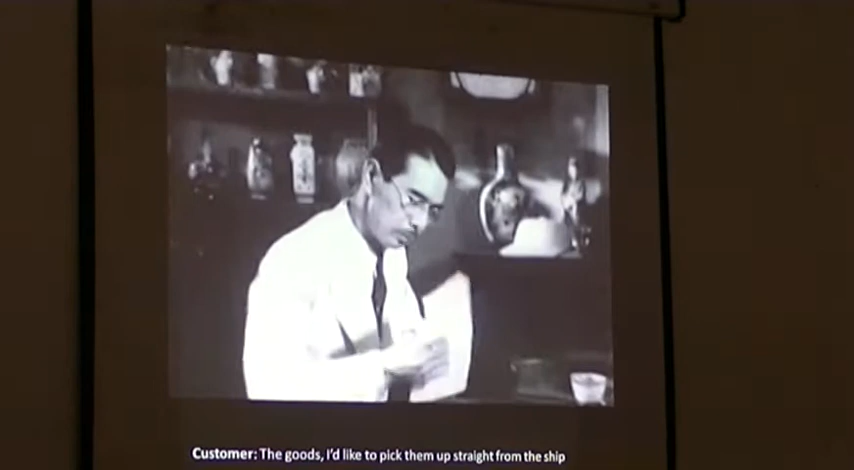 Customer: The goods, I'd like to pick them up straight from the ship